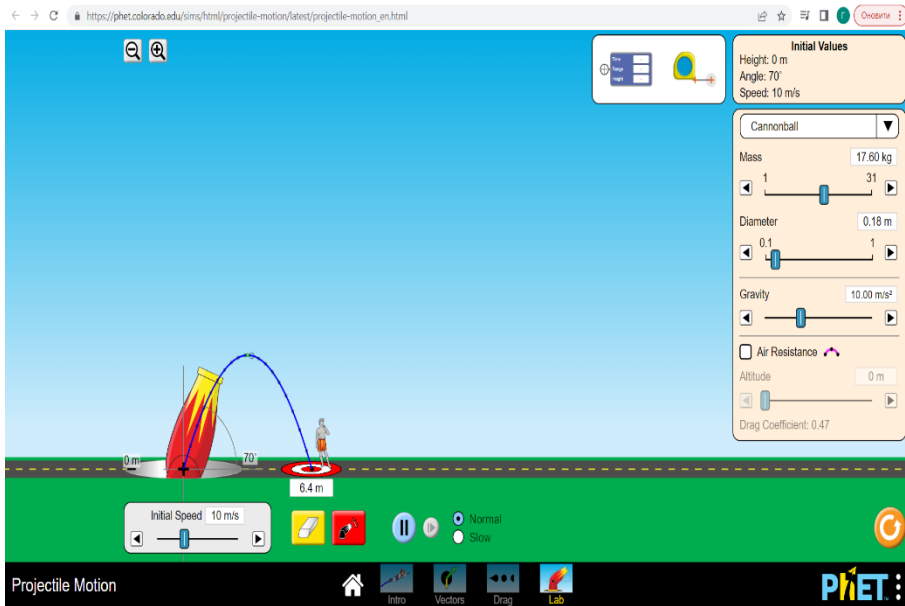 https://phet.colorado.edu/sims/html/projectile-motion/latest/projectile-motion_en.html
Оновити
Initial Values
Height: 0 m
Angle: 70°
Speed: 10 m/s
Time
Range
Height
Cannonball
Mass
17.60 kg
1
31
Diameter
0.18 m
0.1
1
Gravity
10.00 m/s²
Air Resistance
Altitude
0 m
Drag Coefficient: 0.47
0 m
70°
6.4 m
Initial Speed 10 m/s
Normal
Slow
Projectile Motion
Intro
Vectors
Drag
Lab
PhET